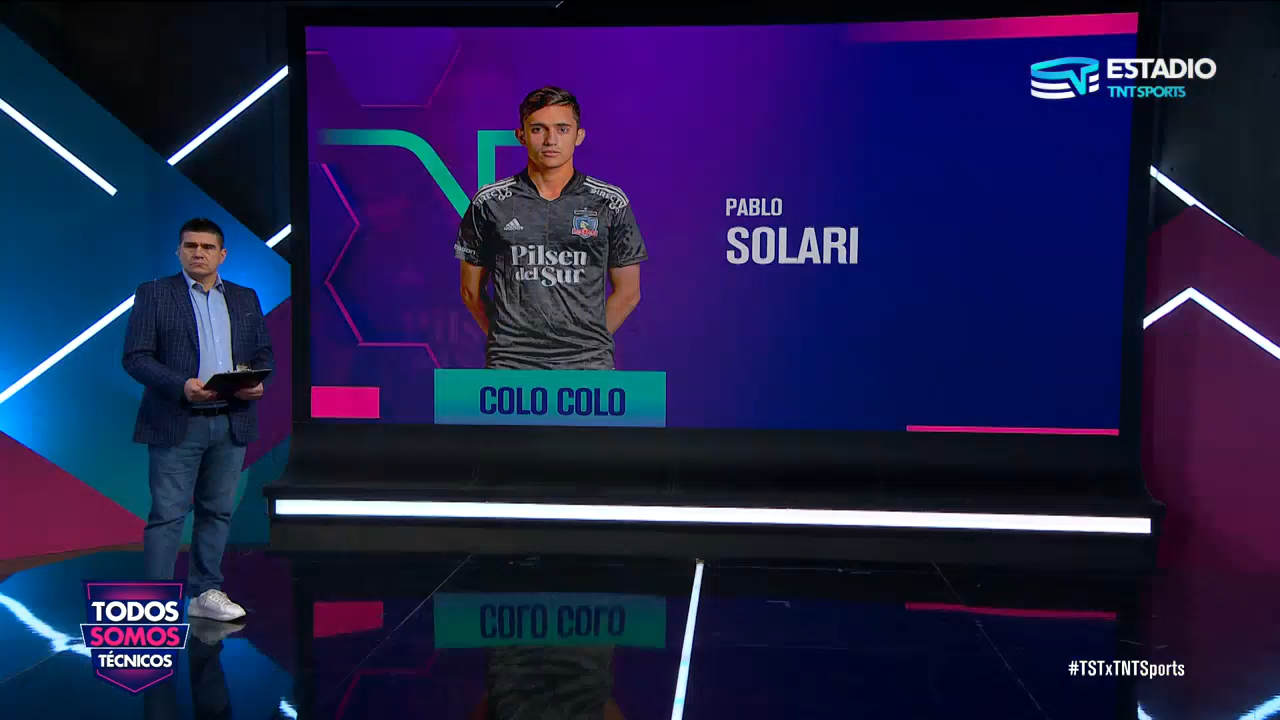 ESTADIO
TNT SPORTS
PABLO
SOLARI
Pilsen
del Sur
COLO COLO
TODOS
SOMOS
TÉCNICOS
#TSTxTNTSports